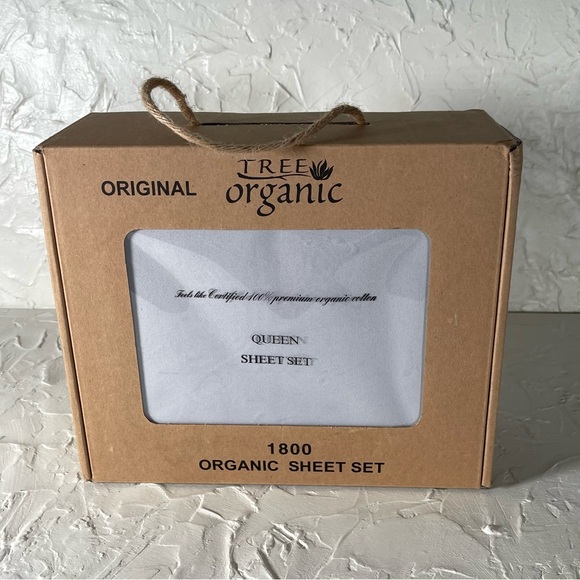 ORIGINAL
TREE
organic
Feels like Certified 100% premium organic cotton
QUEEN
SHEET SET
1800
ORGANIC SHEET SET